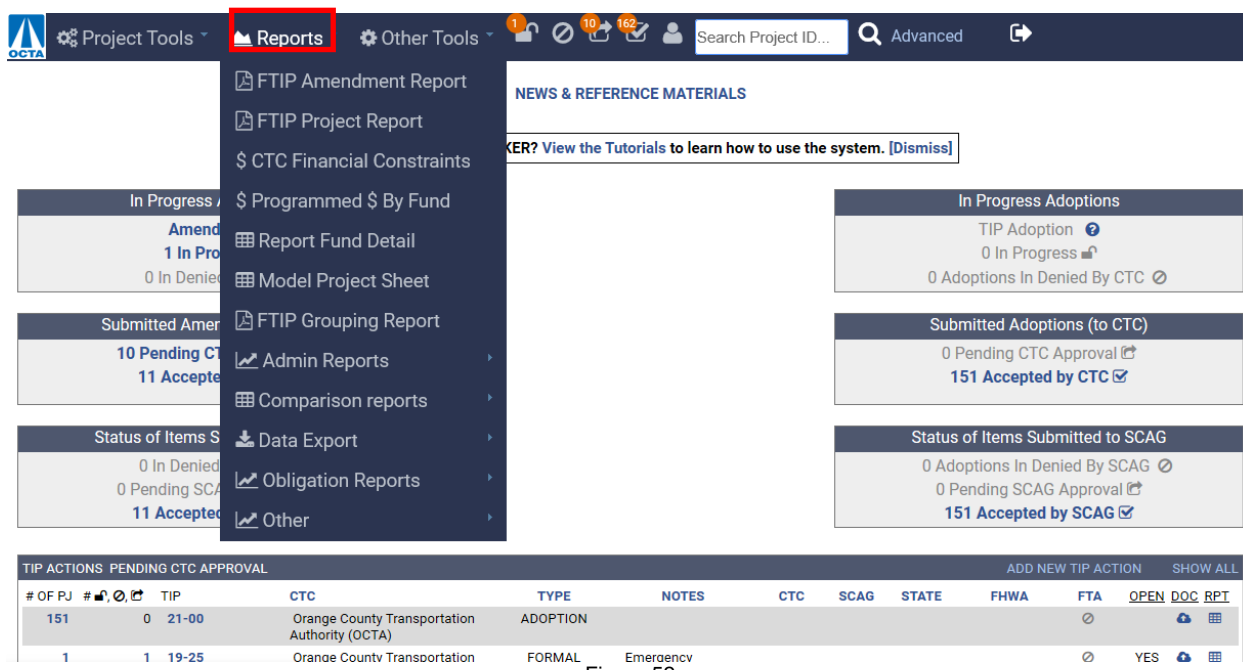 OCTA Project Tools Reports Other Tools 1 10 162 Search Project ID... Advanced
FTIP Amendment Report
FTIP Project Report
$ CTC Financial Constraints
$ Programmed $ By Fund
Report Fund Detail
Model Project Sheet
FTIP Grouping Report
Admin Reports
Comparison reports
Data Export
Obligation Reports
Other
NEWS & REFERENCE MATERIALS
KER? View the Tutorials to learn how to use the system. [Dismiss]
In Progress
Amend
1 In Pro
0 In Denied
In Progress Adoptions
TIP Adoption ?
0 In Progress
0 Adoptions In Denied By CTC
Submitted Amer
10 Pending CT
11 Accepte
Submitted Adoptions (to CTC)
0 Pending CTC Approval
151 Accepted by CTC
Status of Items S
0 In Denied
0 Pending SCA
11 Accepted
Status of Items Submitted to SCAG
0 Adoptions In Denied By SCAG
0 Pending SCAG Approval
151 Accepted by SCAG
TIP ACTIONS PENDING CTC APPROVAL ADD NEW TIP ACTION SHOW ALL
# OF PJ # , , TIP CTC TYPE NOTES CTC SCAG STATE FHWA FTA OPEN DOC RPT
151 0 21-00 Orange County Transportation ADOPTION
Authority (OCTA)
1 1 19-25 Orange County Transportation FORMAL Emergency YES